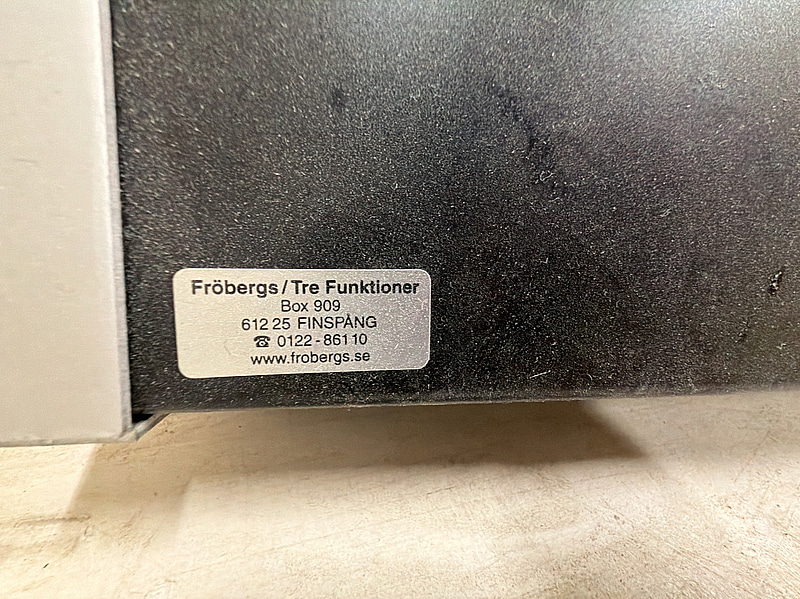 Fröbergs / Tre Funktioner
Box 909
612 25 FINSPÅNG
☎ 0122 - 861 10
www.frobergs.se